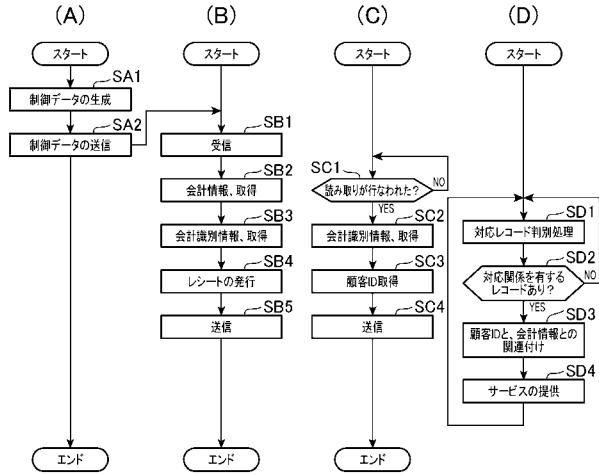 (A)
スタート
SA1
制御データの生成
SA2
制御データの送信
エンド
(B)
スタート
SB1
受信
SB2
会計情報、取得
SB3
会計識別情報、取得
SB4
レシートの発行
SB5
送信
エンド
(C)
スタート
SC1
読み取りが行なわれた?
NO
YES
SC2
会計識別情報、取得
SC3
顧客ID取得
SC4
送信
エンド
(D)
スタート
SD1
対応レコード判別処理
SD2
対応関係を有する
レコードあり?
NO
YES
SD3
顧客IDと、会計情報との
関連付け
SD4
サービスの提供
エンド